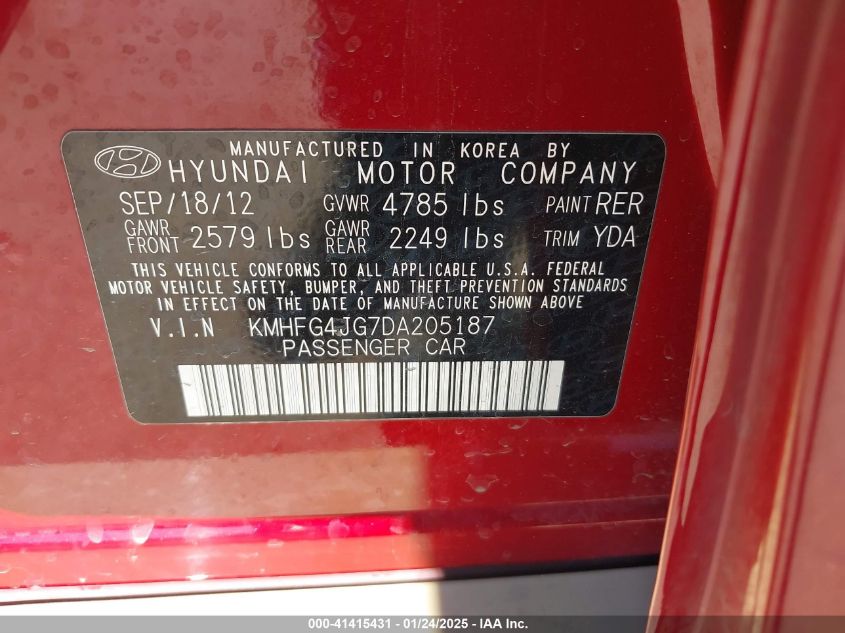 MANUFACTURED IN KOREA BY
HYUNDAI MOTOR COMPANY
SEP/18/12 GVWR 4785 lbs PAINT RER
GAWR FRONT 2579 lbs GAWR REAR 2249 lbs TRIM YDA
THIS VEHICLE CONFORMS TO ALL APPLICABLE U.S.A. FEDERAL
MOTOR VEHICLE SAFETY, BUMPER, AND THEFT PREVENTION STANDARDS
IN EFFECT ON THE DATE OF MANUFACTURE SHOWN ABOVE
V.I.N KMHFG4JG7DA205187
PASSENGER CAR
000-41415431 - 01/24/2025 - IAA Inc.